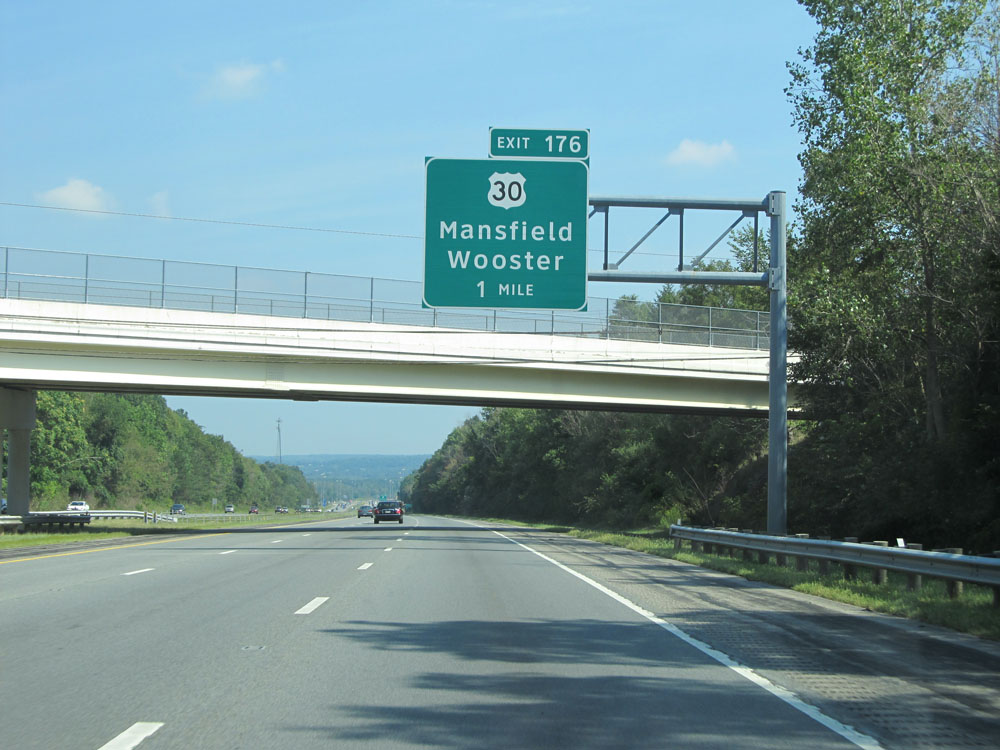 EXIT 176
30
Mansfield
Wooster
1 MILE